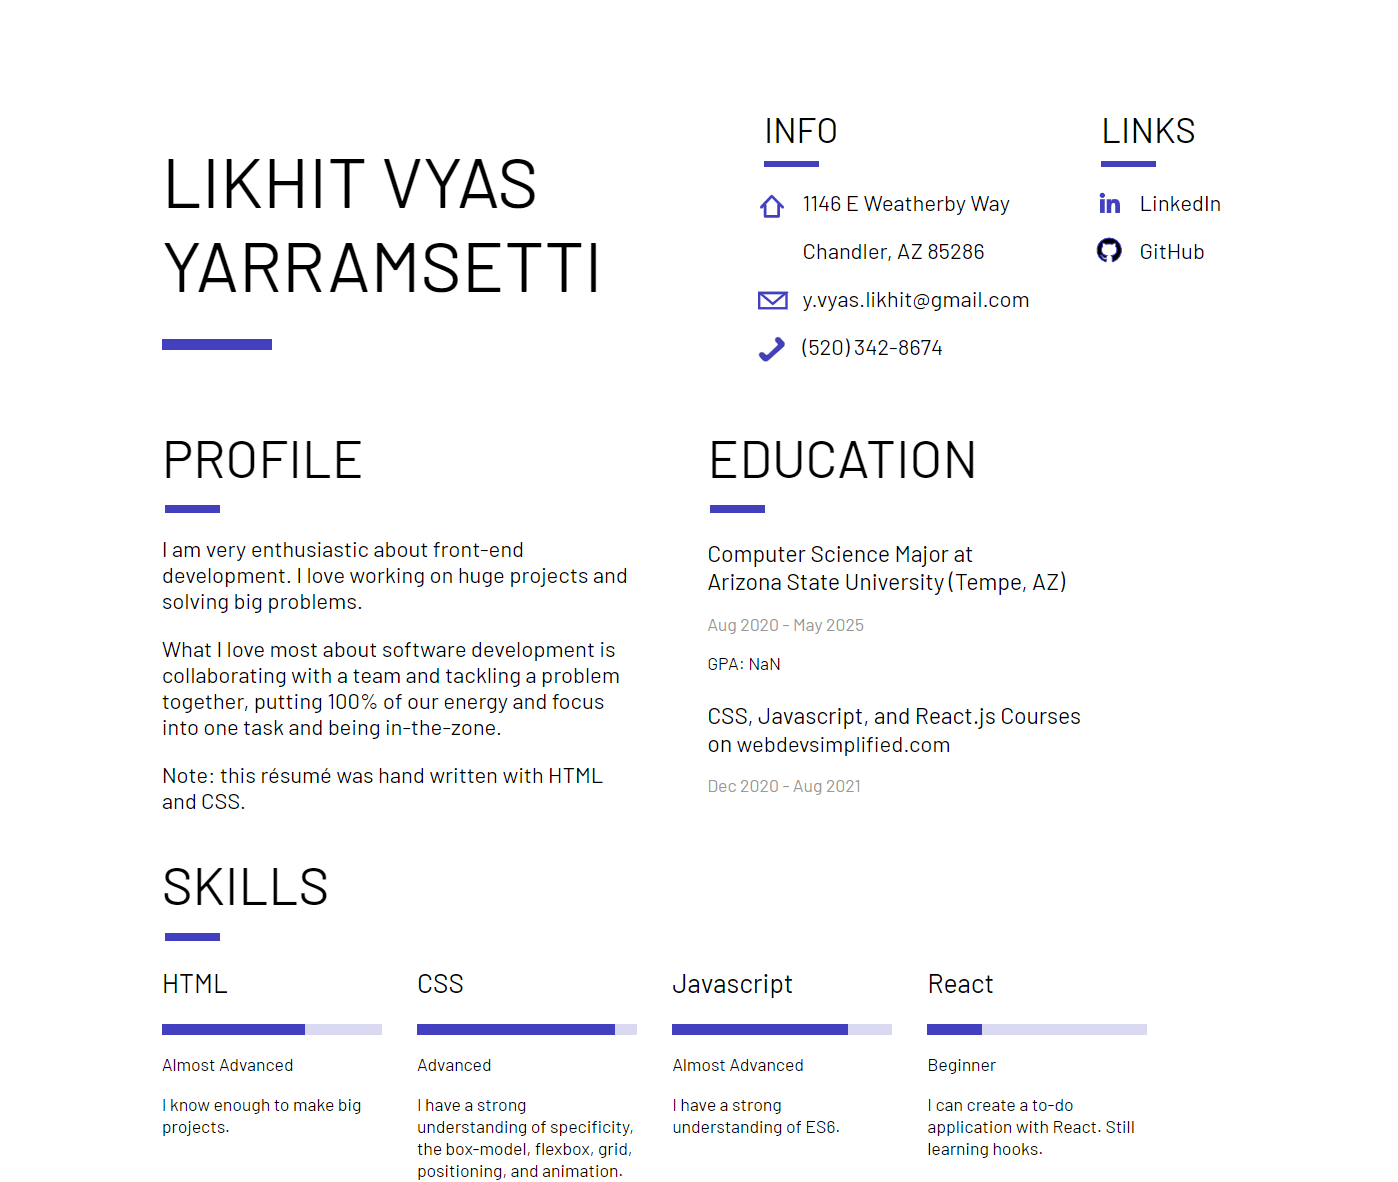 LIKHIT VYAS
YARRAMSETTI
INFO
1146 E Weatherby Way
Chandler, AZ 85286
y.vyas.likhit@gmail.com
(520) 342-8674
LINKS
LinkedIn
GitHub
PROFILE
I am very enthusiastic about front-end
development. I love working on huge projects and
solving big problems.
What I love most about software development is
collaborating with a team and tackling a problem
together, putting 100% of our energy and focus
into one task and being in-the-zone.
Note: this résumé was hand written with HTML
and CSS.
EDUCATION
Computer Science Major at
Arizona State University (Tempe, AZ)
Aug 2020 - May 2025
GPA: NaN
CSS, Javascript, and React.js Courses
on webdevsimplified.com
Dec 2020 - Aug 2021
SKILLS
HTML
Almost Advanced
I know enough to make big
projects.
CSS
Advanced
I have a strong
understanding of specificity,
the box-model, flexbox, grid,
positioning, and animation.
Javascript
Almost Advanced
I have a strong
understanding of ES6.
React
Beginner
I can create a to-do
application with React. Still
learning hooks.